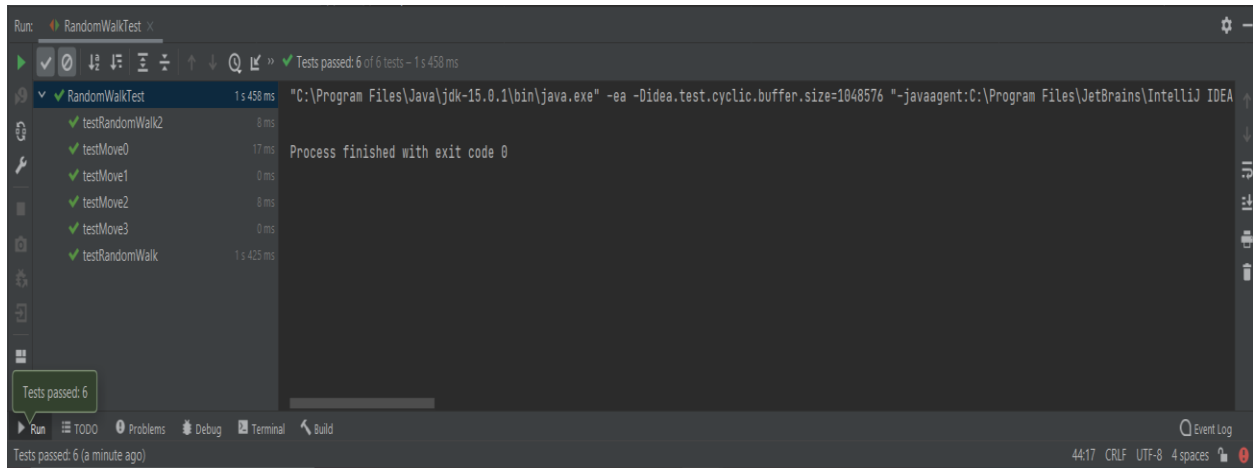 Run: RandomWalkTest
Tests passed: 6 of 6 tests – 1 s 458 ms
RandomWalkTest 1 s 458 ms
testRandomWalk2 8 ms
testMove0 17 ms
testMove1 0 ms
testMove2 8 ms
testMove3 0 ms
testRandomWalk 1 s 425 ms
"C:\Program Files\Java\jdk-15.0.1\bin\java.exe" -ea -Didea.test.cyclic.buffer.size=1048576 "-javaagent:C:\Program Files\JetBrains\IntelliJ IDEA
Process finished with exit code 0
Tests passed: 6
Run TODO Problems Debug Terminal Build Event Log
Tests passed: 6 (a minute ago) 44:17 CRLF UTF-8 4 spaces